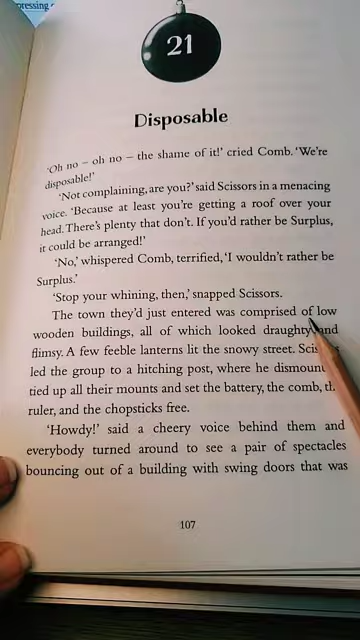 pressing
21
Disposable
'Oh no – oh no – the shame of it!' cried Comb. 'We're
disposable!'
'Not complaining, are you?' said Scissors in a menacing
voice. 'Because at least you're getting a roof over your
head. There's plenty that don't. If you'd rather be Surplus,
it could be arranged!'
'No,' whispered Comb, terrified, 'I wouldn't rather be
Surplus.'
'Stop your whining, then,' snapped Scissors.
The town they'd just entered was comprised of low
wooden buildings, all of which looked draughty and
flimsy. A few feeble lanterns lit the snowy street.
led the group to a hitching post, where he
tied up all their mounts and set the battery, the comb,
ruler, and the chopsticks free.
'Howdy!' said a cheery voice behind them and
everybody turned around to see a pair of spectacles
bouncing out of a building with swing doors that was
107